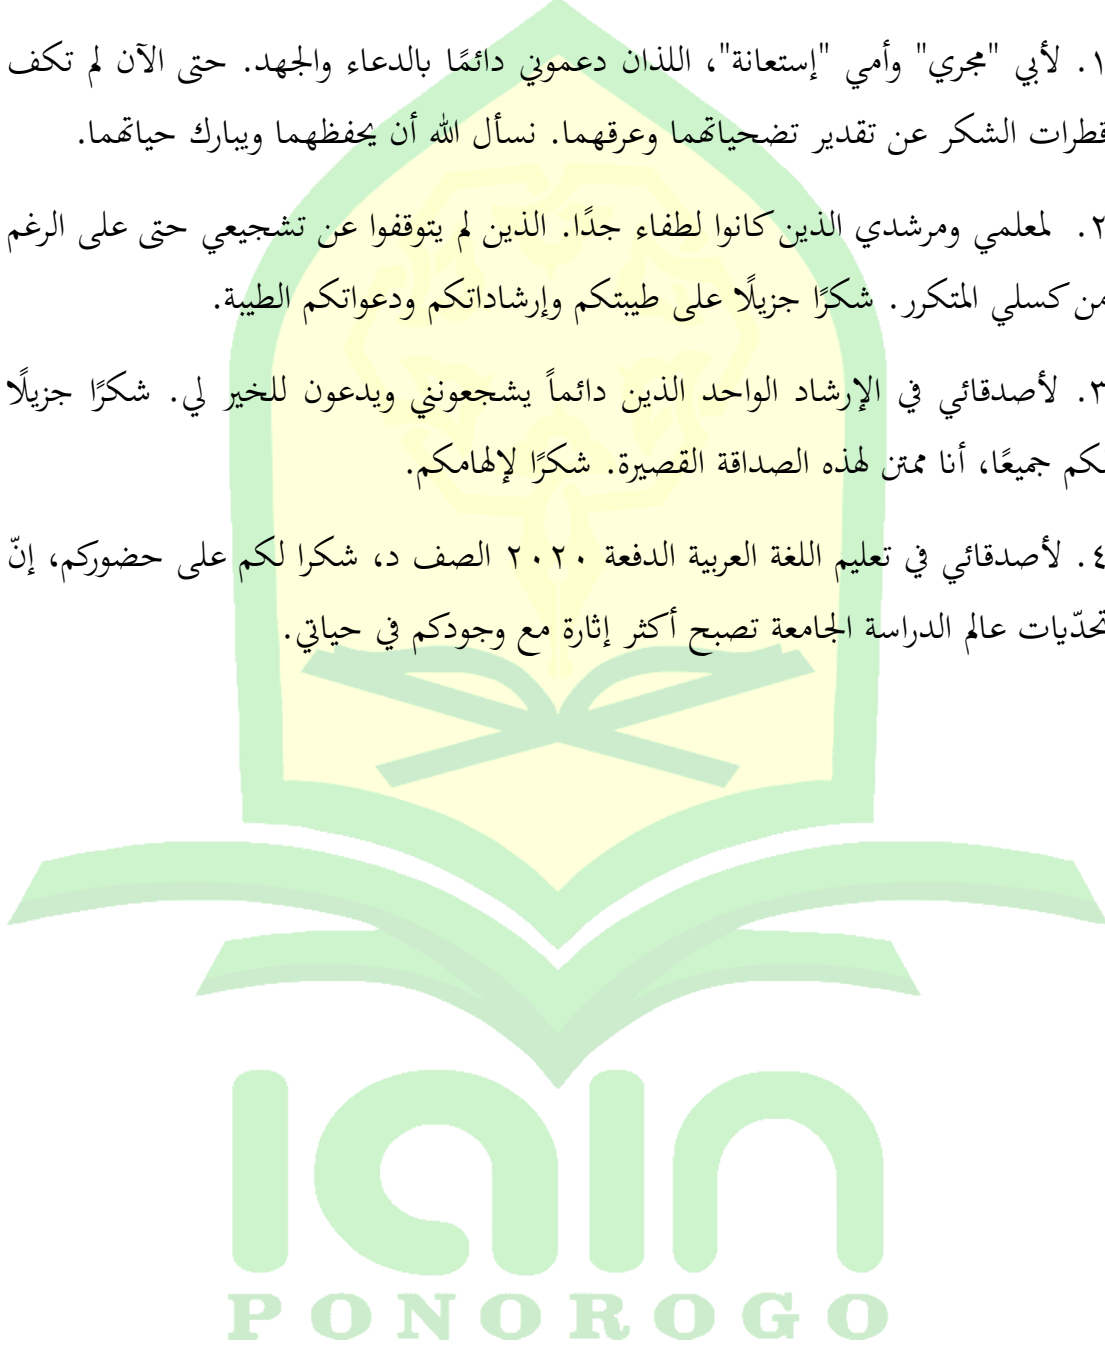 ١. لأبي "مجري" وأمي "إستعانة"، اللذان دعموني دائمًا بالدعاء والجهد. حتى الآن لم تكف
قطرات الشكر عن تقدير تضحياتهما وعرقهما. نسأل الله أن يحفظهما ويبارك حياتهما.
٢. لمعلمي ومرشدي الذين كانوا لطفاء جدًا. الذين لم يتوقفوا عن تشجيعي حتى على الرغم
من كسلي المتكرر. شكرًا جزيلًا على طيبتكم وإرشاداتكم ودعواتكم الطيبة.
٣. لأصدقائي في الإرشاد الواحد الذين دائماً يشجعونني ويدعون للخير لي. شكرًا جزيلًا
لكم جميعًا، أنا ممتن لهذه الصداقة القصيرة. شكرًا لإلهامكم.
٤. لأصدقائي في تعليم اللغة العربية الدفعة ٢٠٢٠ الصف د، شكرا لكم على حضوركم، إنّ
تحدّيات عالم الدراسة الجامعة تصبح أكثر إثارة مع وجودكم في حياتي.
iain
PONOROGO